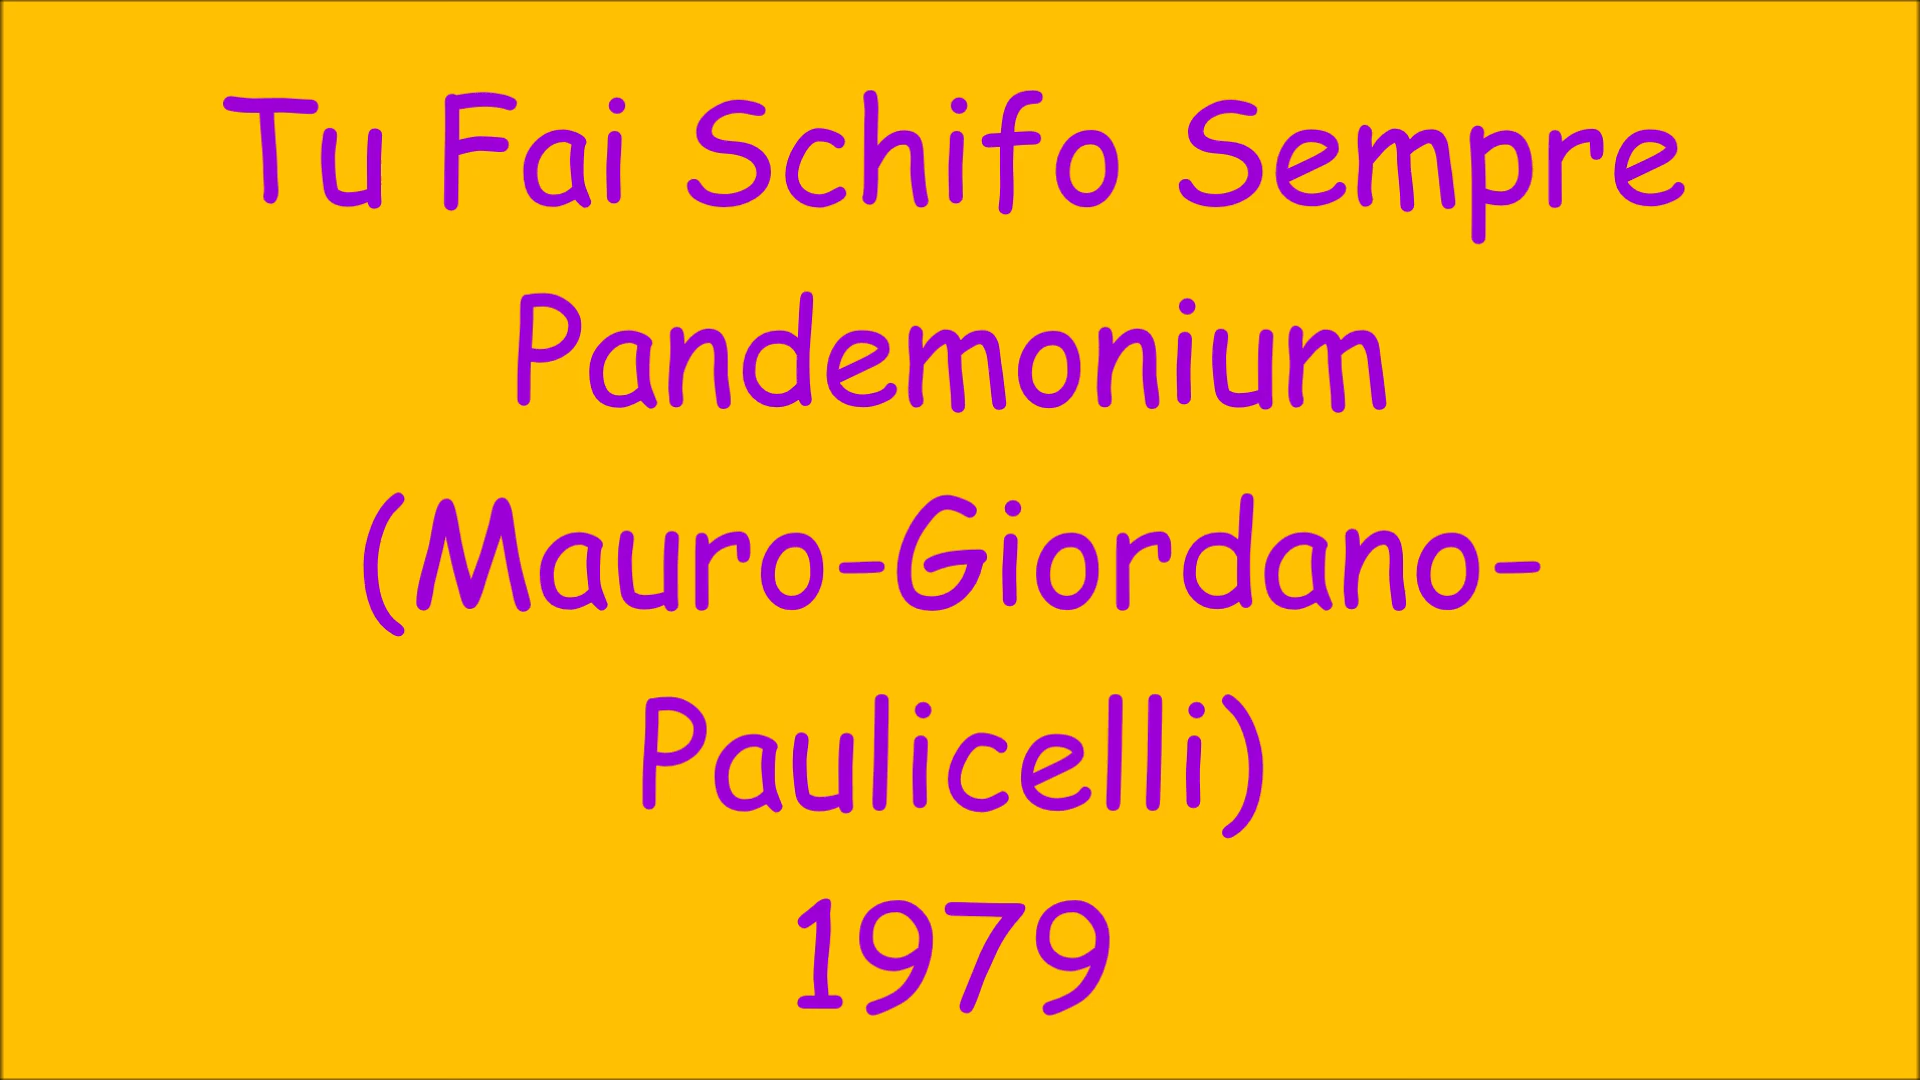 Tu Fai Schifo Sempre
Pandemonium
(Mauro-Giordano-
Paulicelli)
1979